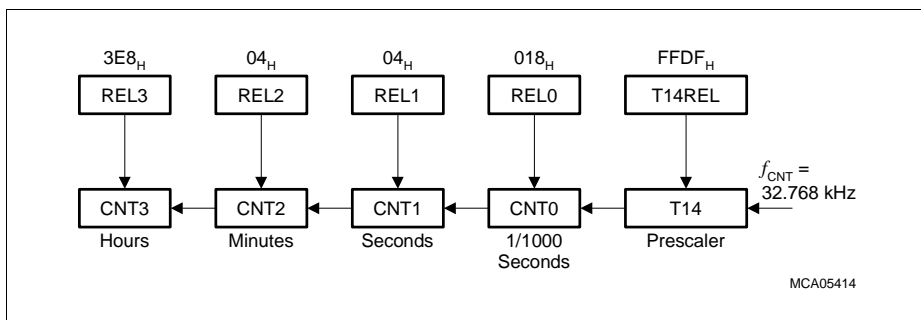 3E8H 04H 04H 018H FFDFH
REL3 REL2 REL1 REL0 T14REL
fCNT =
32.768 kHz
CNT3 CNT2 CNT1 CNT0 T14
Hours Minutes Seconds 1/1000 Prescaler
Seconds
MCA05414